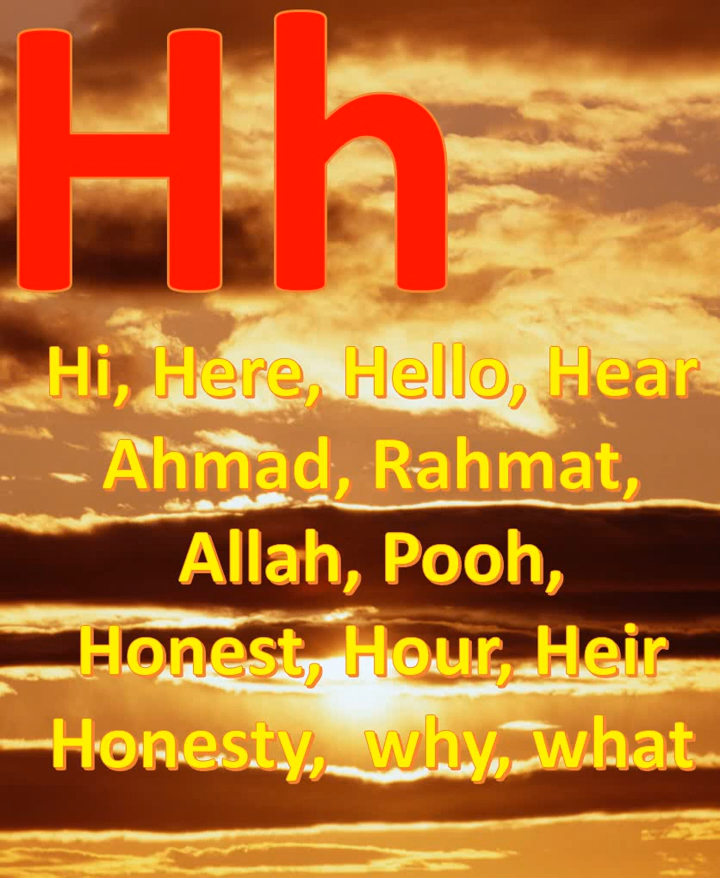 Hh
Hi, Here, Hello, Hear
Ahmad, Rahmat,
Allah, Pooh,
Honest, Hour, Heir
Honesty,  why, what